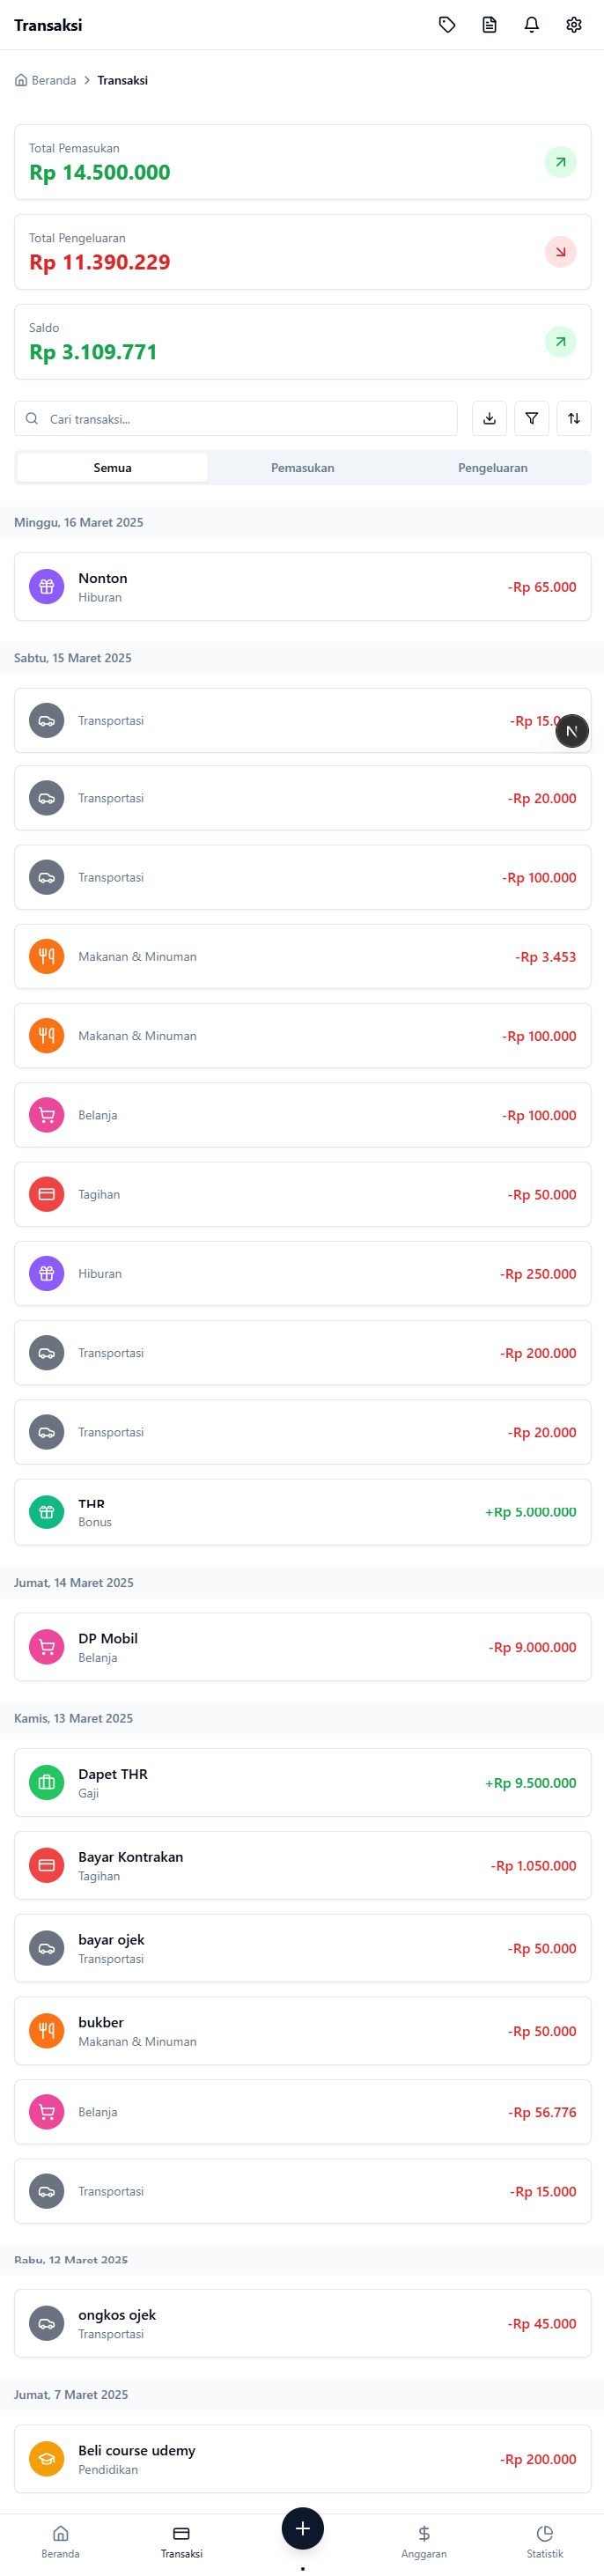 Transaksi
Beranda > Transaksi
Total Pemasukan
Rp 14.500.000
Total Pengeluaran
Rp 11.390.229
Saldo
Rp 3.109.771
Cari transaksi...
Semua Pemasukan Pengeluaran
Minggu, 16 Maret 2025
Nonton
Hiburan
-Rp 65.000
Sabtu, 15 Maret 2025
Transportasi -Rp 15.0
N
Transportasi -Rp 20.000
Transportasi -Rp 100.000
Makanan & Minuman -Rp 3.453
Makanan & Minuman -Rp 100.000
Belanja -Rp 100.000
Tagihan -Rp 50.000
Hiburan -Rp 250.000
Transportasi -Rp 200.000
Transportasi -Rp 20.000
THR
Bonus
+Rp 5.000.000
Jumat, 14 Maret 2025
DP Mobil
Belanja
-Rp 9.000.000
Kamis, 13 Maret 2025
Dapet THR
Gaji
+Rp 9.500.000
Bayar Kontrakan
Tagihan
-Rp 1.050.000
bayar ojek
Transportasi
-Rp 50.000
bukber
Makanan & Minuman
-Rp 50.000
Belanja -Rp 56.776
Transportasi -Rp 15.000
Rabu, 12 Maret 2025
ongkos ojek
Transportasi
-Rp 45.000
Jumat, 7 Maret 2025
Beli course udemy
Pendidikan
-Rp 200.000
Beranda Transaksi Anggaran Statistik